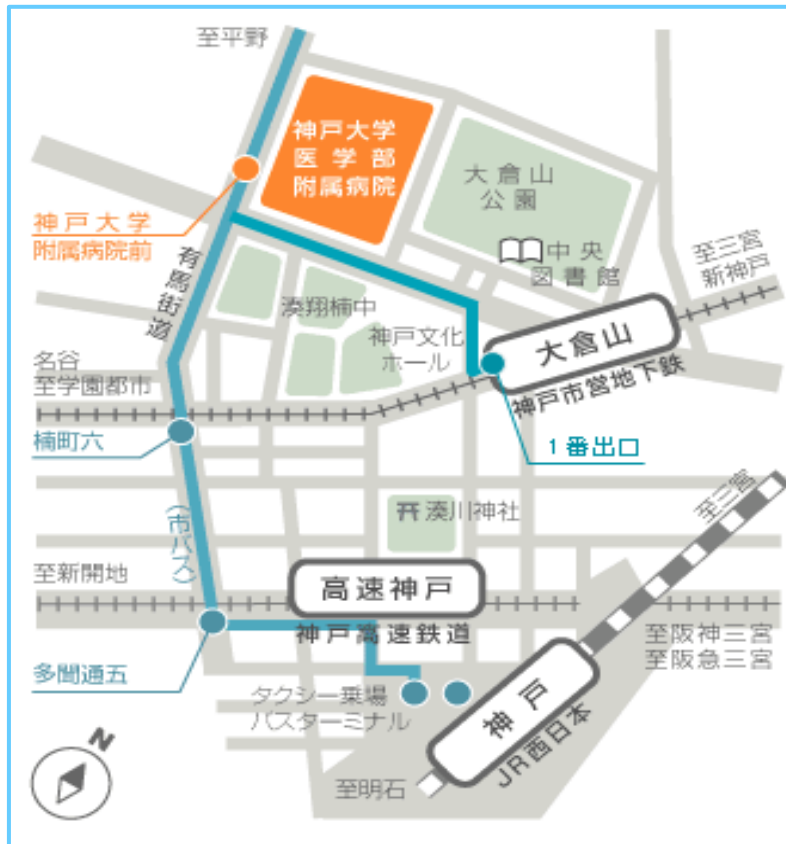 至平野
神戸大学
医学部
附属病院
大倉山
公園
神戸大学
附属病院前
中央
図書館
至三宮
新神戸
有馬街道
湊翔楠中
神戸文化
ホール
大倉山
神戸市営地下鉄
名谷
至学園都市
楠町六
1番出口
(市バス)
湊川神社
至三宮
至新開地
高速神戸
神戸高速鉄道
至阪神三宮
至阪急三宮
多聞通五
タクシー乗場
バスターミナル
神戸
JR西日本
至明石
N